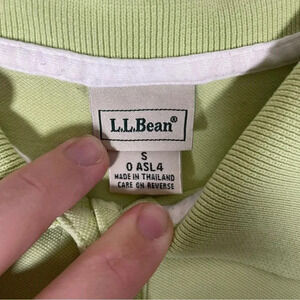 L.L.Bean®
S
0 ASL4
MADE IN THAILAND
CARE ON REVERSE